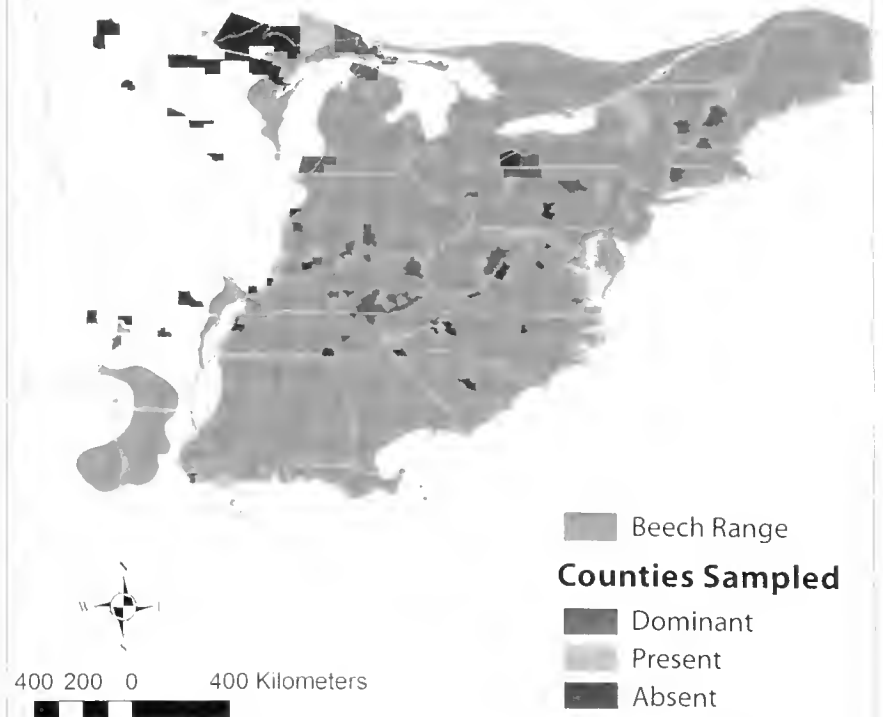 Beech Range
Counties Sampled
Dominant
Present
Absent
W
400 200 0 400 Kilometers